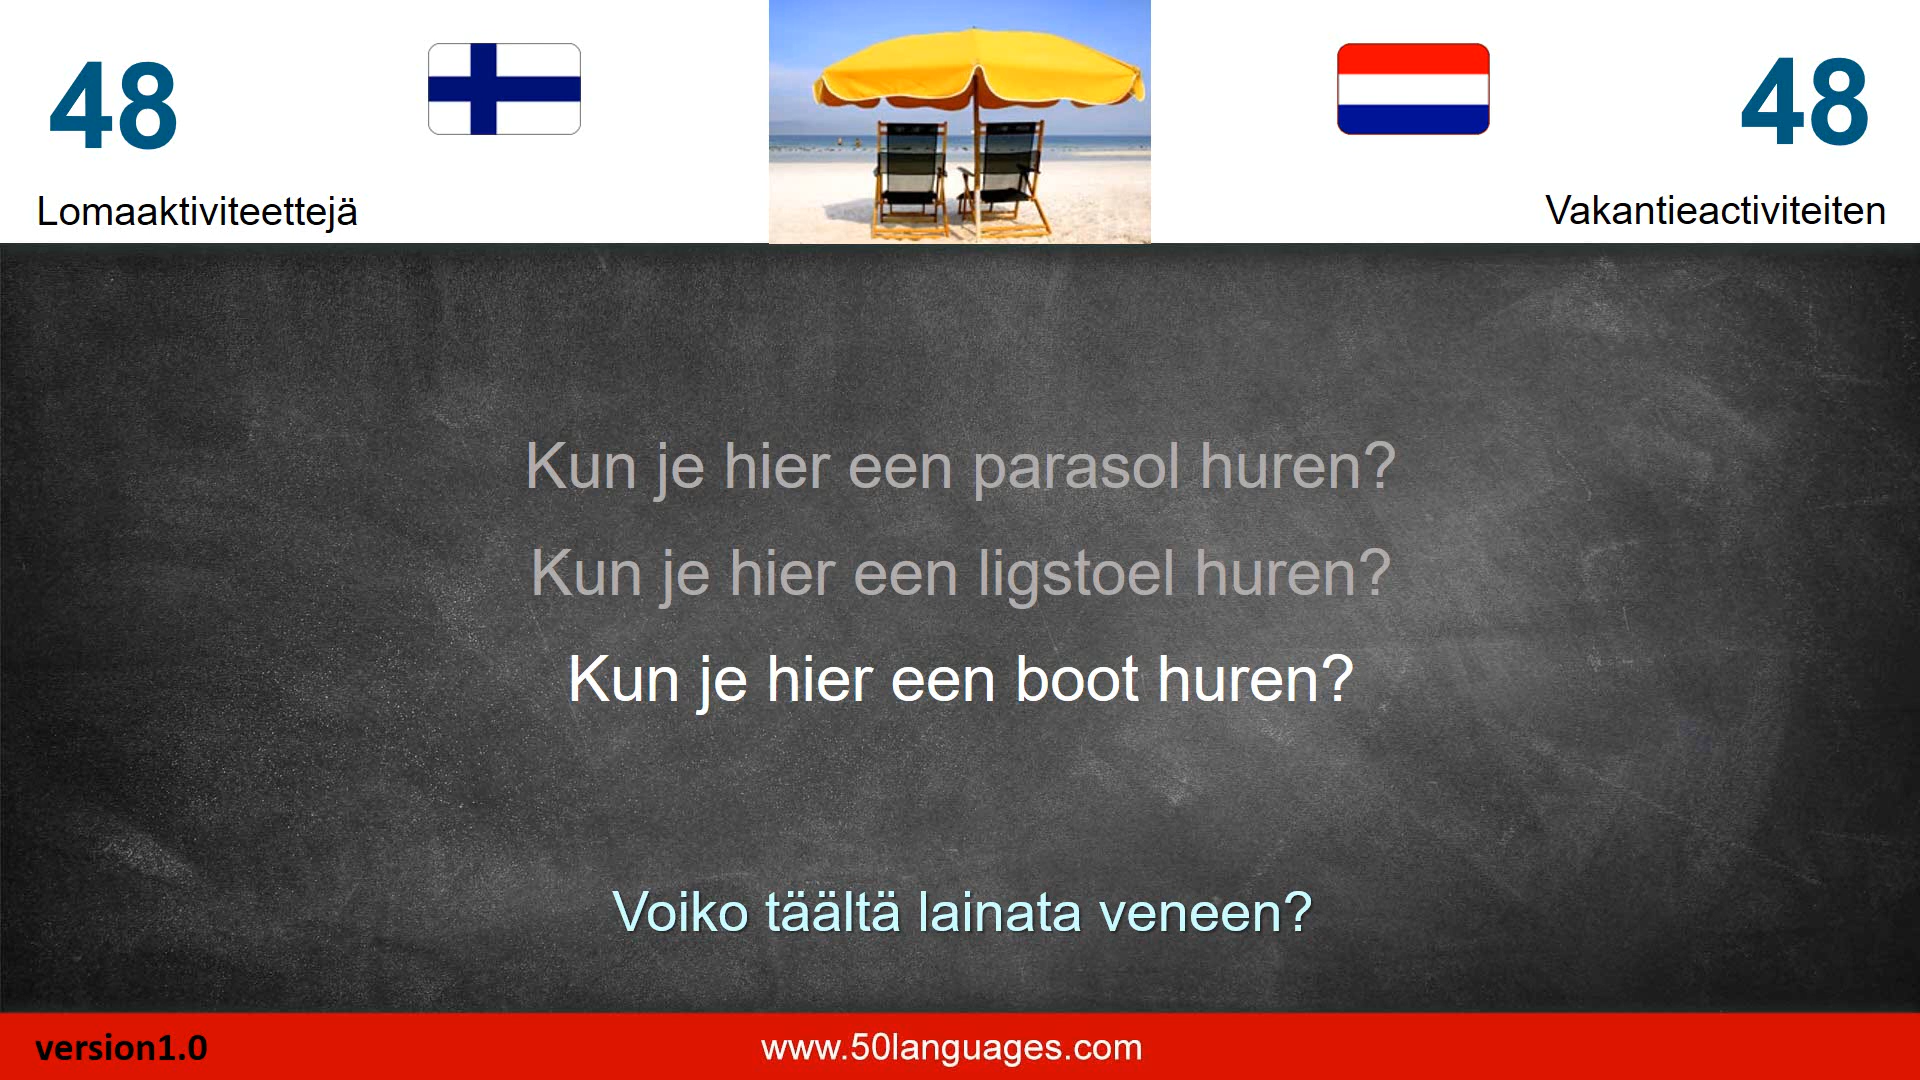 48
48
Lomaaktiviteettejä
Vakantieactiviteiten
Kun je hier een parasol huren?
Kun je hier een ligstoel huren?
Kun je hier een boot huren?
Voiko täältä lainata veneen?
version1.0
www.50languages.com